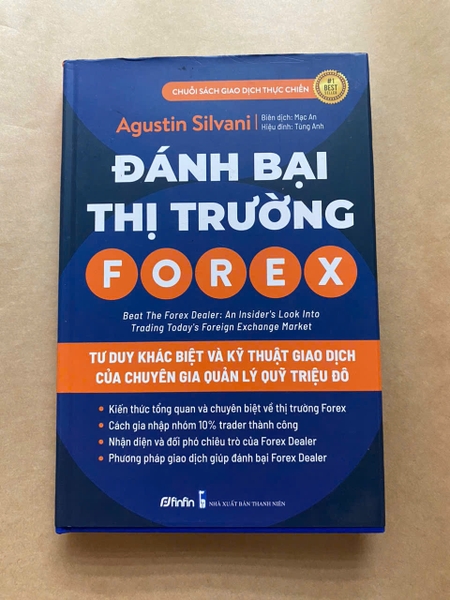 CHUỖI SÁCH GIAO DỊCH THỰC CHIẾN
#1
BEST
SELLER
Agustin Silvani
Biên dịch: Mạc An
Hiệu đính: Tùng Anh
ĐÁNH BẠI
THỊ TRƯỜNG
FOREX
Beat The Forex Dealer: An Insider's Look Into
Trading Today's Foreign Exchange Market
TƯ DUY KHÁC BIỆT VÀ KỸ THUẬT GIAO DỊCH
CỦA CHUYÊN GIA QUẢN LÝ QUỸ TRIỆU ĐÔ
• Kiến thức tổng quan và chuyên biệt về thị trường Forex
• Cách gia nhập nhóm 10% trader thành công
• Nhận diện và đối phó chiêu trò của Forex Dealer
• Phương pháp giao dịch giúp đánh bại Forex Dealer
finfin
NHÀ XUẤT BẢN THANH NIÊN